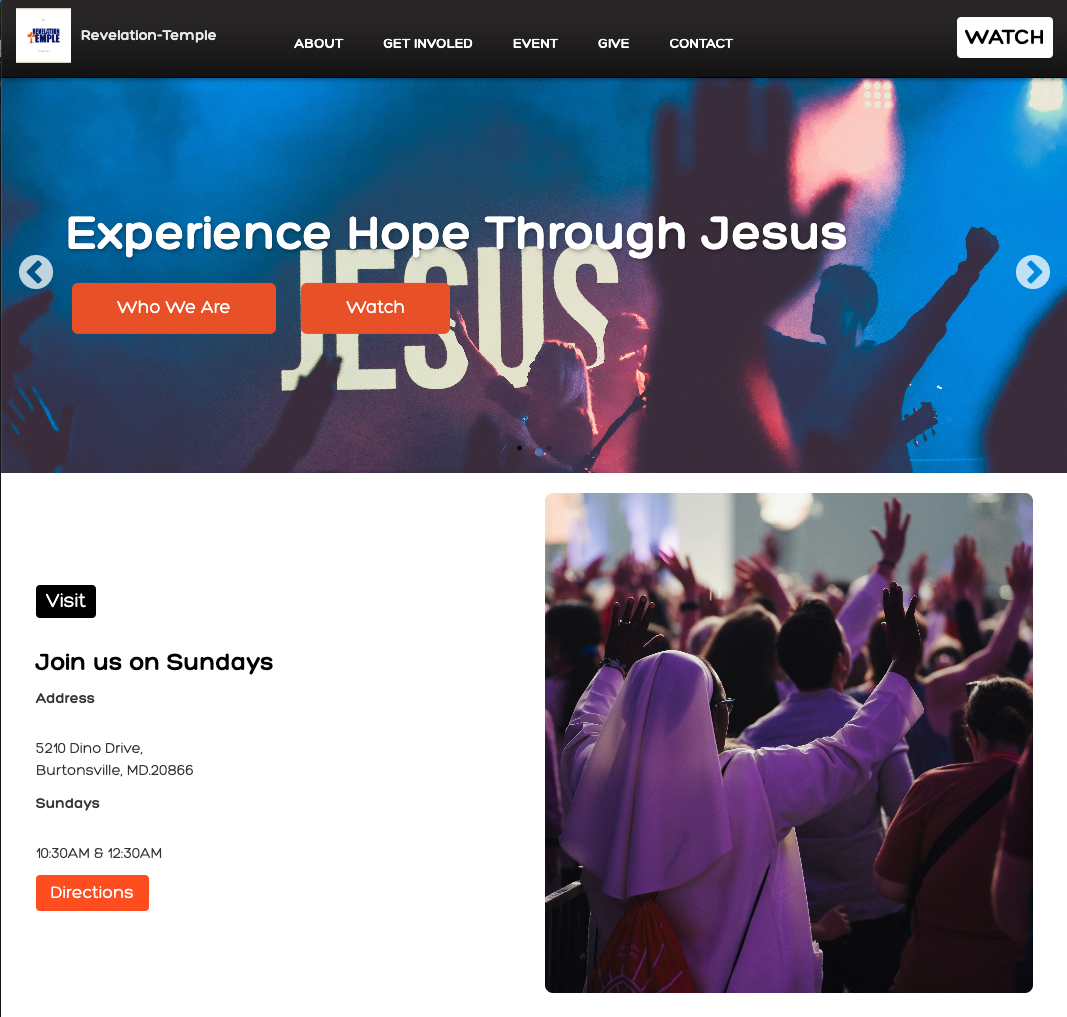 REVELATION
TEMPLE
Revelation-Temple
ABOUT
GET INVOLED
EVENT
GIVE
CONTACT
WATCH
Experience Hope Through Jesus
JESUS
Who We Are
Watch
Visit
Join us on Sundays
Address
5210 Dino Drive,
Burtonsville, MD.20866
Sundays
10:30AM & 12:30AM
Directions